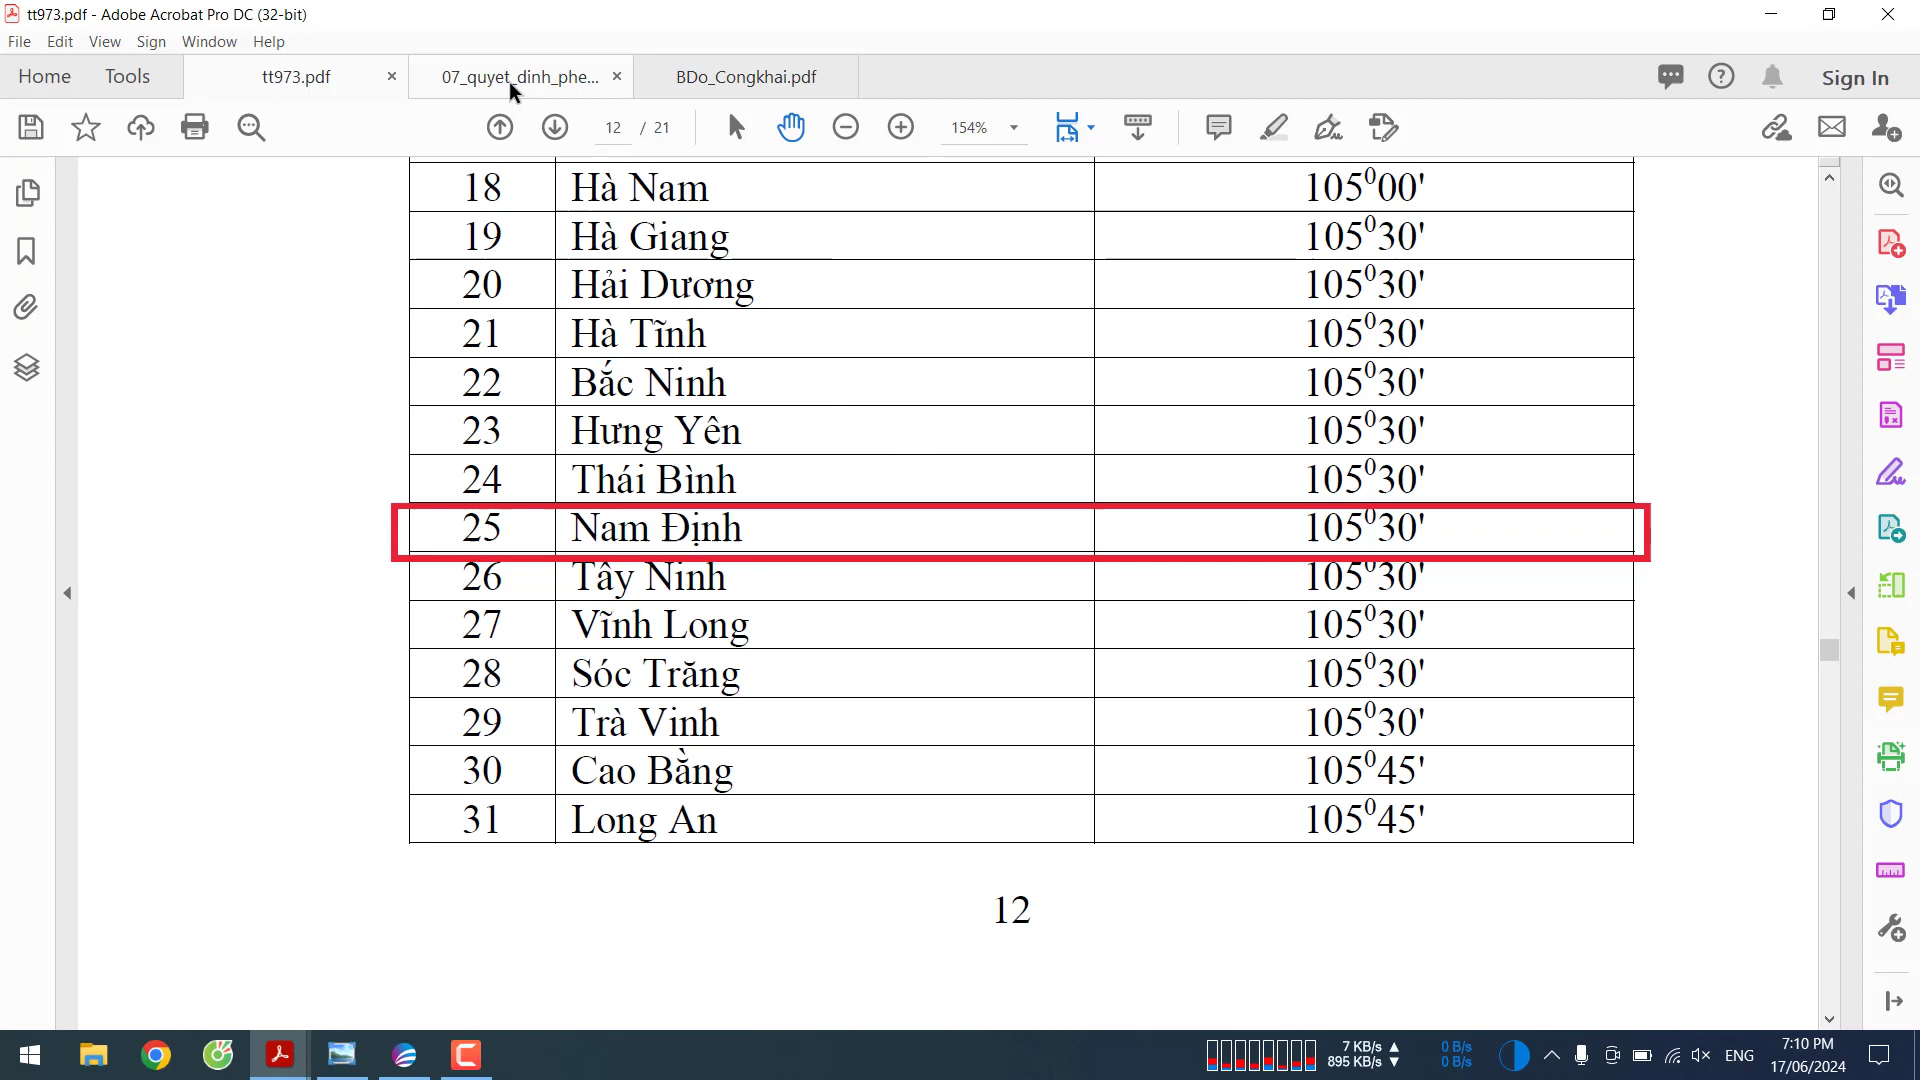 tt973.pdf - Adobe Acrobat Pro DC (32-bit)
File Edit View Sign Window Help
Home Tools tt973.pdf 07_quyet_dinh_phe... BDo_Congkhai.pdf Sign In
12 / 21 154%
18 Hà Nam 105⁰00'
19 Hà Giang 105⁰30'
20 Hải Dương 105⁰30'
21 Hà Tĩnh 105⁰30'
22 Bắc Ninh 105⁰30'
23 Hưng Yên 105⁰30'
24 Thái Bình 105⁰30'
25 Nam Định 105⁰30'
26 Tây Ninh 105⁰30'
27 Vĩnh Long 105⁰30'
28 Sóc Trăng 105⁰30'
29 Trà Vinh 105⁰30'
30 Cao Bằng 105⁰45'
31 Long An 105⁰45'
12
7 KB/s 0 B/s 7:10 PM
895 KB/s 0 B/s ENG 17/06/2024